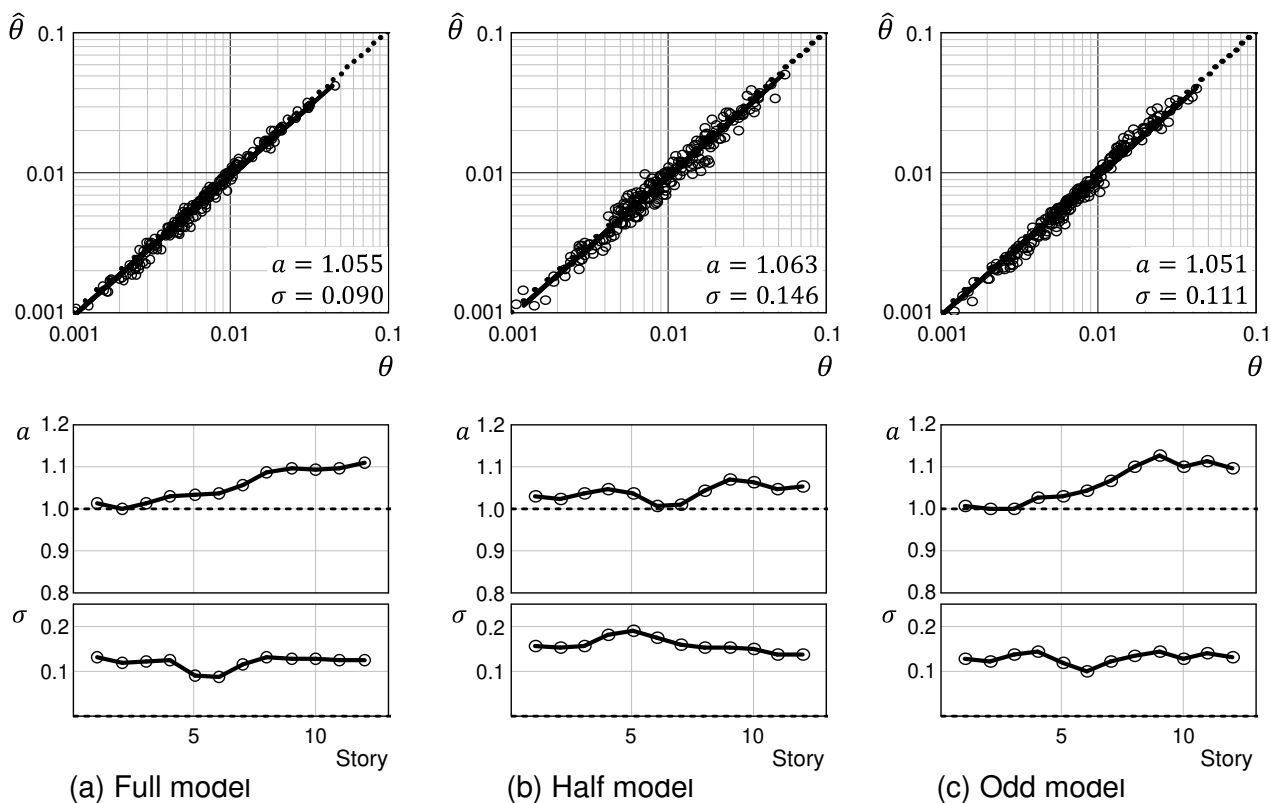 θ̂
0.1
0.01
0.001
a = 1.055
σ = 0.090
0.001
0.01
0.1
θ
θ̂
0.1
0.01
0.001
a = 1.063
σ = 0.146
0.001
0.01
0.1
θ
θ̂
0.1
0.01
0.001
a = 1.051
σ = 0.111
0.001
0.01
0.1
θ
a
1.2
1.1
1.0
0.9
0.8
σ
0.2
0.1
5
10
Story
(a) Full model
a
1.2
1.1
1.0
0.9
0.8
σ
0.2
0.1
5
10
Story
(b) Half model
a
1.2
1.1
1.0
0.9
0.8
σ
0.2
0.1
5
10
Story
(c) Odd model